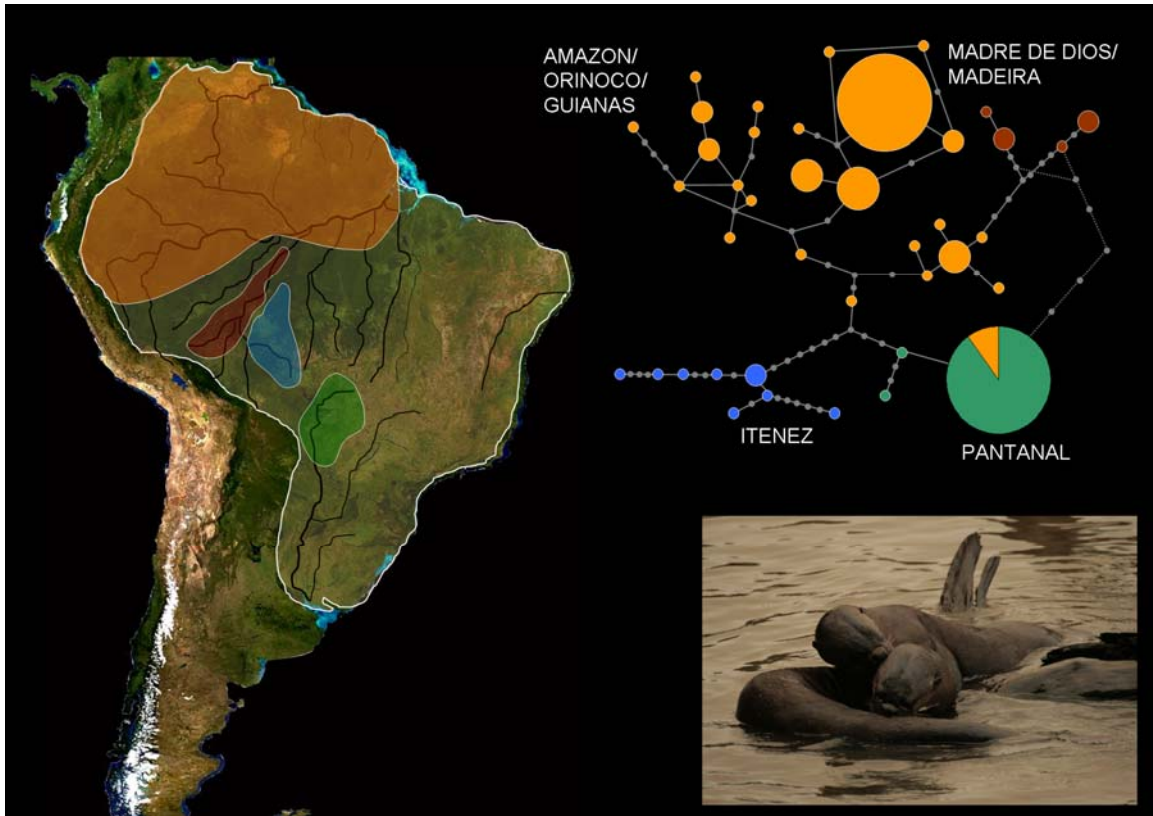 AMAZON/
ORINOCO/
GUIANAS
MADRE DE DIOS/
MADEIRA
ITENEZ
PANTANAL